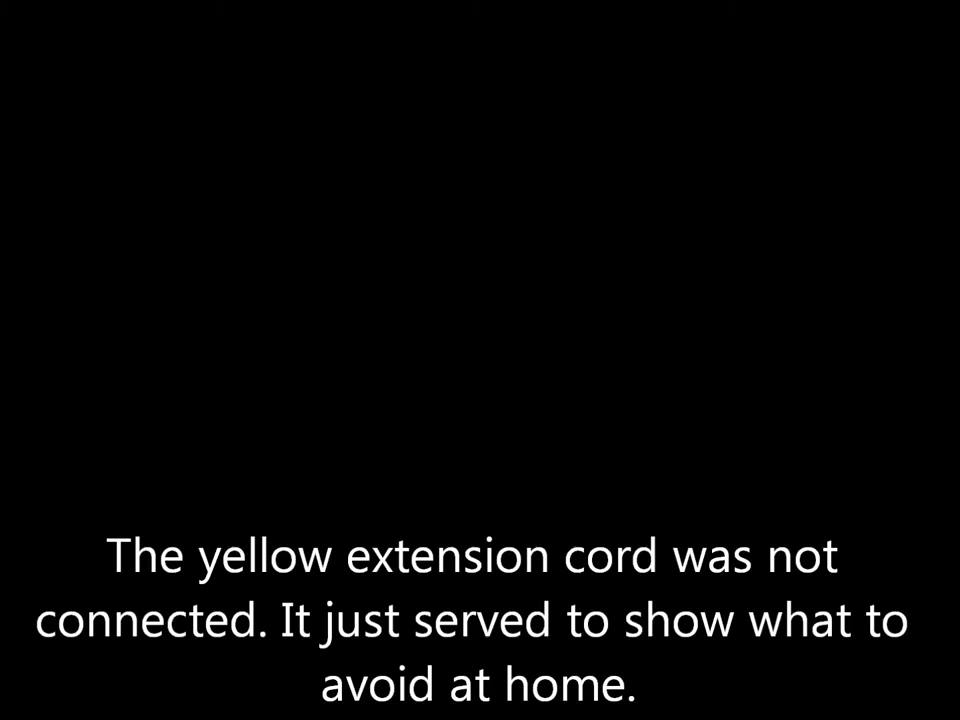 The yellow extension cord was not
connected. It just served to show what to
avoid at home.